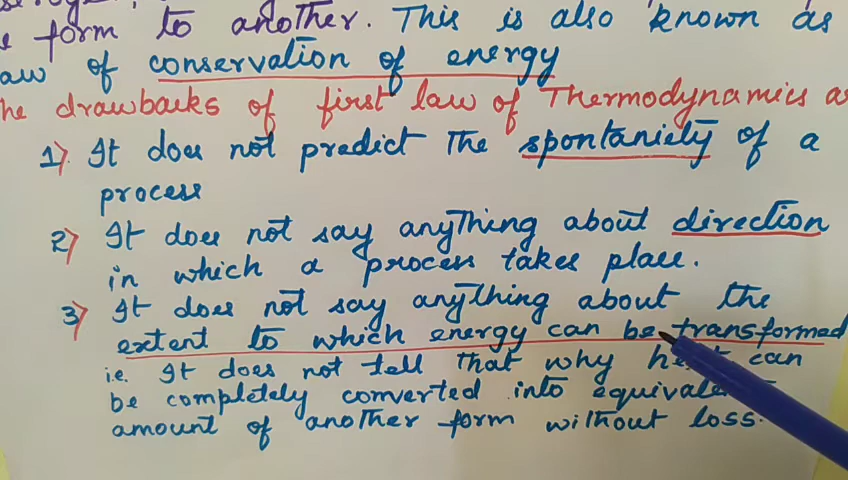 e form to another. This is also known as
aw of conservation of energy
he drawbacks of first law of Thermodynamics a
1) It does not predict the spontaniety of a
process
2) It does not say anything about direction
in which a process takes place.
3) It does not say anything about the
extent to which energy can be transformed
i.e. It does not tell that why can
be completely converted into
amount of another form without loss.